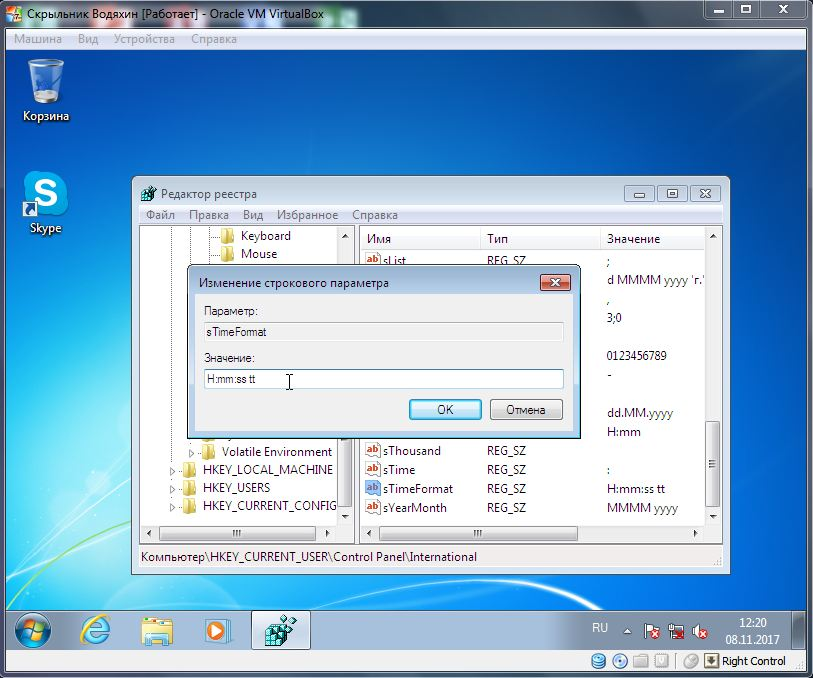 Скрыльник Водяхин [Работает] - Oracle VM VirtualBox
Машина Вид Устройства Справка
Корзина
Skype
Редактор реестра
Файл Правка Вид Избранное Справка
Keyboard
Mouse
Имя Тип Значение
sList REG_SZ ;
d MMMM yyyy 'г.'
,
3;0
0123456789
-
dd.MM.yyyy
H:mm
Изменение строкового параметра
Параметр:
sTimeFormat
Значение:
H:mm:ss tt
OK Отмена
Volatile Environment
HKEY_LOCAL_MACHINE
HKEY_USERS
HKEY_CURRENT_CONFIG
sThousand REG_SZ
sTime REG_SZ :
sTimeFormat REG_SZ H:mm:ss tt
sYearMonth REG_SZ MMMM yyyy
Компьютер\HKEY_CURRENT_USER\Control Panel\International
RU
12:20
08.11.2017
Right Control